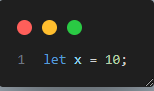 1 let x = 10;